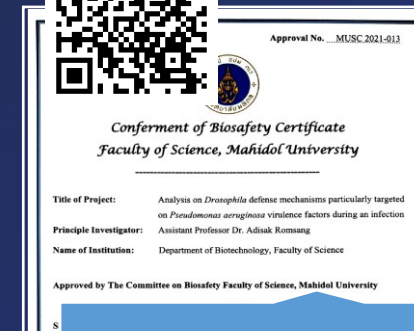 Approval No. MUSC 2021-013
Conferment of Biosafety Certificate
Faculty of Science, Mahidol University
Title of Project: Analysis on Drosophila defense mechanisms particularly targeted
on Pseudomonas aeruginosa virulence factors during an infection
Principle Investigator: Assistant Professor Dr. Adisak Romsang
Name of Institution: Department of Biotechnology, Faculty of Science
Approved by The Committee on Biosafety Faculty of Science, Mahidol University
S